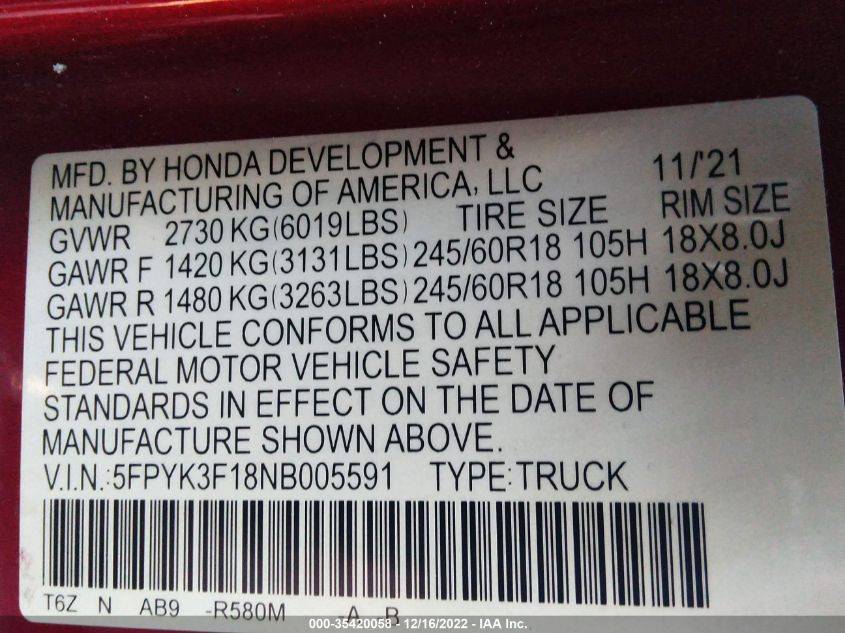 MFD. BY HONDA DEVELOPMENT &
MANUFACTURING OF AMERICA, LLC 11/'21
GVWR 2730 KG(6019LBS) TIRE SIZE RIM SIZE
GAWR F 1420 KG(3131LBS) 245/60R18 105H 18X8.0J
GAWR R 1480 KG(3263LBS) 245/60R18 105H 18X8.0J
THIS VEHICLE CONFORMS TO ALL APPLICABLE
FEDERAL MOTOR VEHICLE SAFETY
STANDARDS IN EFFECT ON THE DATE OF
MANUFACTURE SHOWN ABOVE.
V.I.N.:5FPYK3F18NB005591 TYPE:TRUCK
T6Z N AB9 -R580M A B
000-35420058 - 12/16/2022 - IAA Inc.